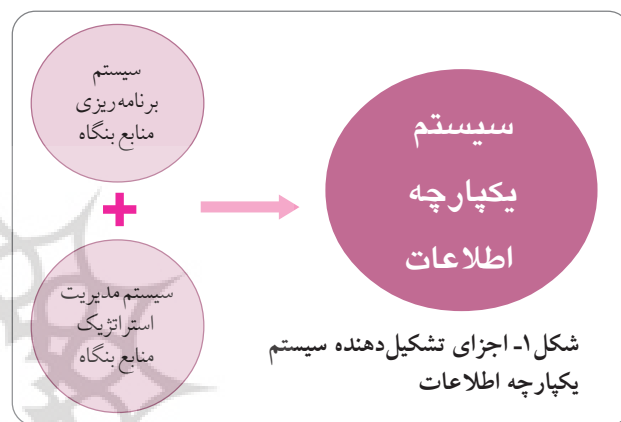 سیستم
برنامه‌ریزی
منابع بنگاه
+
سیستم مدیریت
استراتژیک
منابع بنگاه
سیستم
یکپارچه
اطلاعات
شکل۱ـ اجزای تشکیل‌دهنده سیستم
یکپارچه اطلاعات